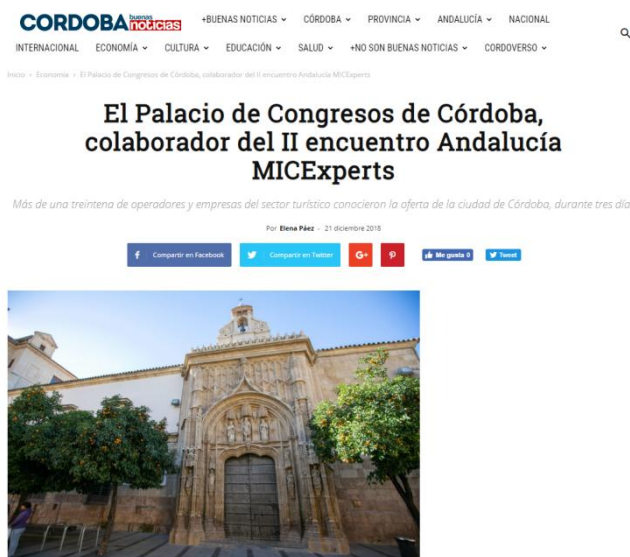 CORDOBA buenas noticias
+BUENAS NOTICIAS CÓRDOBA PROVINCIA ANDALUCÍA NACIONAL
INTERNACIONAL ECONOMÍA CULTURA EDUCACIÓN SALUD +NO SON BUENAS NOTICIAS CORDOVERSO
Inicio › Economía › El Palacio de Congresos de Córdoba, colaborador del II encuentro Andalucía MICExperts
El Palacio de Congresos de Córdoba,
colaborador del II encuentro Andalucía
MICExperts
Más de una treintena de operadores y empresas del sector turístico conocieron la oferta de la ciudad de Córdoba, durante tres día
Por Elena Páez - 21 diciembre 2018
Compartir en Facebook Compartir en Twitter G+ Me gusta 0 Tweet